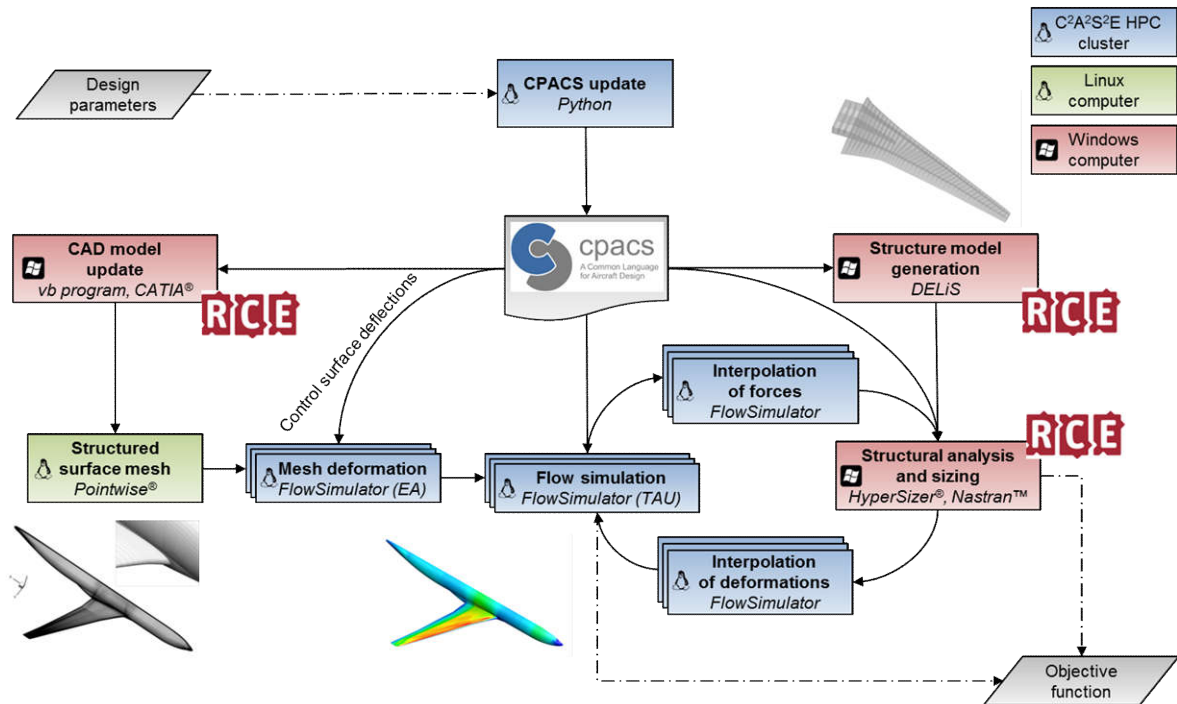 C²A²S²E HPC
cluster
Design
parameters
CPACS update
Python
Linux
computer
Windows
computer
CAD model
update
vb program, CATIA®
RCE
cpacs
A Common Language
for Aircraft Design
Structure model
generation
DELiS
RCE
Control surface deflections
Interpolation
of forces
FlowSimulator
Structured
surface mesh
Pointwise®
Mesh deformation
FlowSimulator (EA)
Flow simulation
FlowSimulator (TAU)
RCE
Structural analysis
and sizing
HyperSizer®, Nastran™
Interpolation
of deformations
FlowSimulator
Objective
function